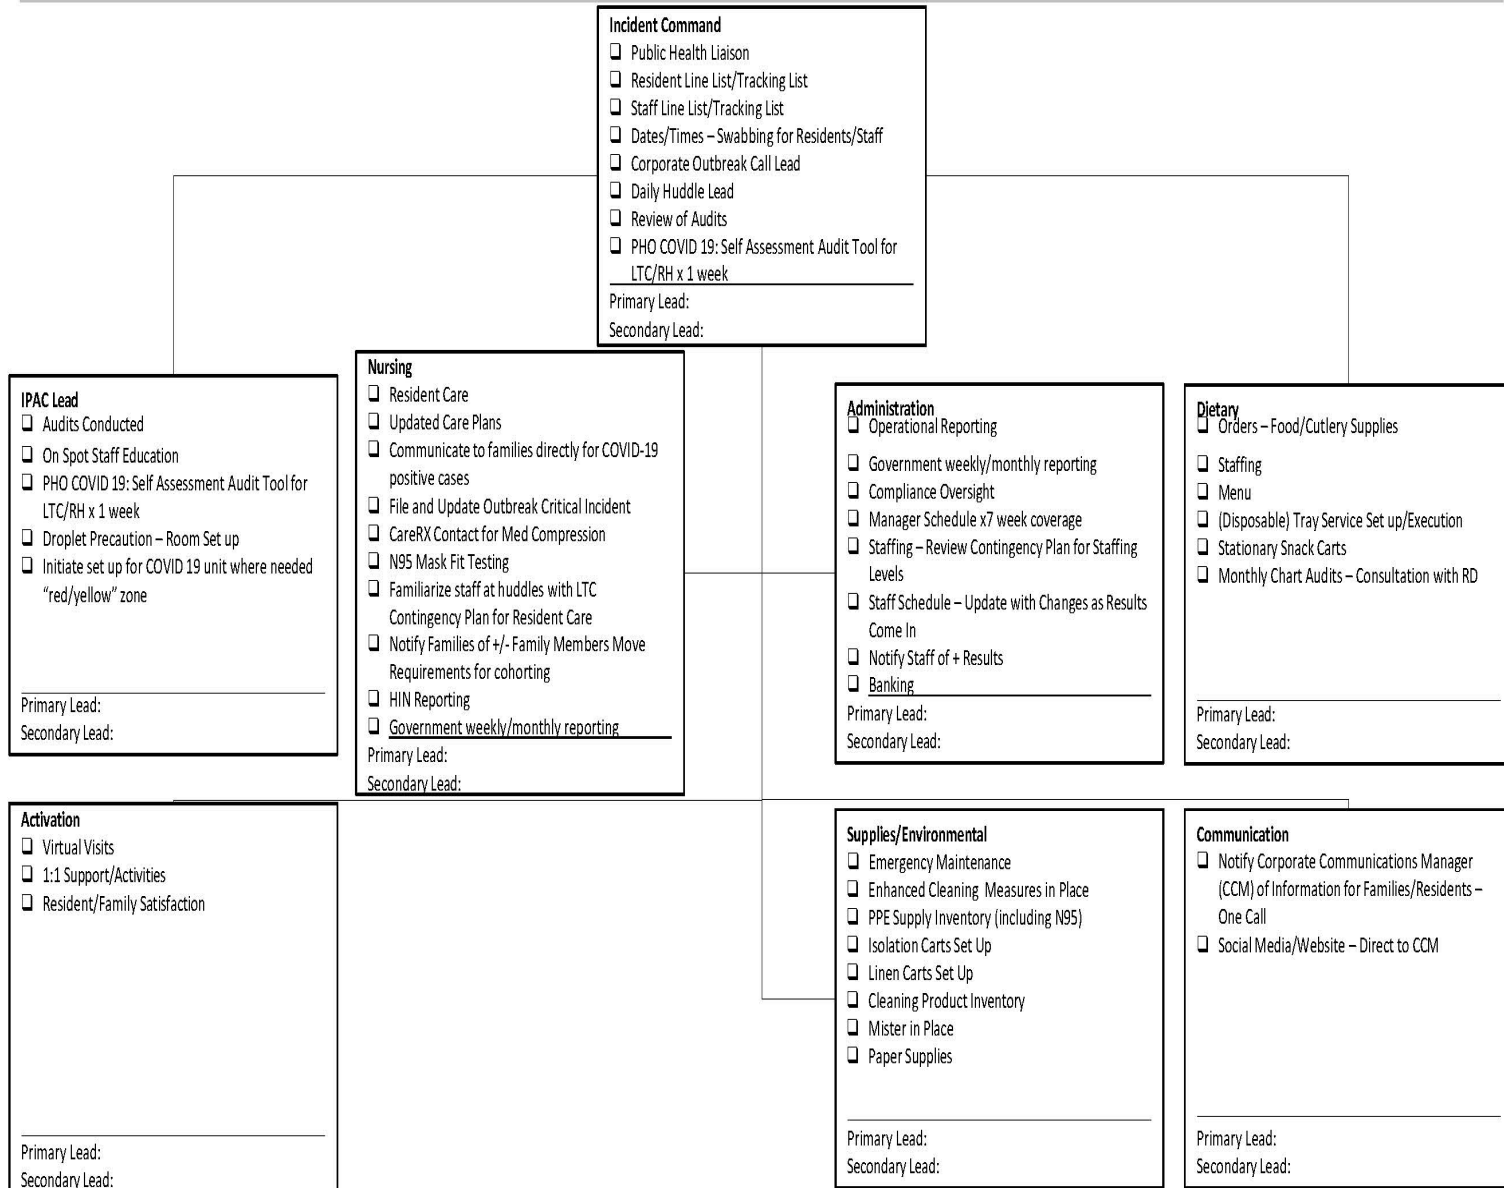 Incident Command
❑ Public Health Liaison
❑ Resident Line List/Tracking List
❑ Staff Line List/Tracking List
❑ Dates/Times – Swabbing for Residents/Staff
❑ Corporate Outbreak Call Lead
❑ Daily Huddle Lead
❑ Review of Audits
❑ PHO COVID 19: Self Assessment Audit Tool for
LTC/RH x 1 week
Primary Lead:
Secondary Lead:
IPAC Lead
❑ Audits Conducted
❑ On Spot Staff Education
❑ PHO COVID 19: Self Assessment Audit Tool for
LTC/RH x 1 week
❑ Droplet Precaution – Room Set up
❑ Initiate set up for COVID 19 unit where needed
“red/yellow” zone
Primary Lead:
Secondary Lead:
Nursing
❑ Resident Care
❑ Updated Care Plans
❑ Communicate to families directly for COVID-19
positive cases
❑ File and Update Outbreak Critical Incident
❑ CareRX Contact for Med Compression
❑ N95 Mask Fit Testing
❑ Familiarize staff at huddles with LTC
Contingency Plan for Resident Care
❑ Notify Families of +/- Family Members Move
Requirements for cohorting
❑ HIN Reporting
❑ Government weekly/monthly reporting
Primary Lead:
Secondary Lead:
Administration
❑ Operational Reporting
❑ Government weekly/monthly reporting
❑ Compliance Oversight
❑ Manager Schedule x7 week coverage
❑ Staffing – Review Contingency Plan for Staffing
Levels
❑ Staff Schedule – Update with Changes as Results
Come In
❑ Notify Staff of + Results
❑ Banking
Primary Lead:
Secondary Lead:
Dietary
❑ Orders – Food/Cutlery Supplies
❑ Staffing
❑ Menu
❑ (Disposable) Tray Service Set up/Execution
❑ Stationary Snack Carts
❑ Monthly Chart Audits – Consultation with RD
Primary Lead:
Secondary Lead:
Activation
❑ Virtual Visits
❑ 1:1 Support/Activities
❑ Resident/Family Satisfaction
Primary Lead:
Secondary Lead:
Supplies/Environmental
❑ Emergency Maintenance
❑ Enhanced Cleaning Measures in Place
❑ PPE Supply Inventory (including N95)
❑ Isolation Carts Set Up
❑ Linen Carts Set Up
❑ Cleaning Product Inventory
❑ Mister in Place
❑ Paper Supplies
Primary Lead:
Secondary Lead:
Communication
❑ Notify Corporate Communications Manager
(CCM) of Information for Families/Residents –
One Call
❑ Social Media/Website – Direct to CCM
Primary Lead:
Secondary Lead: